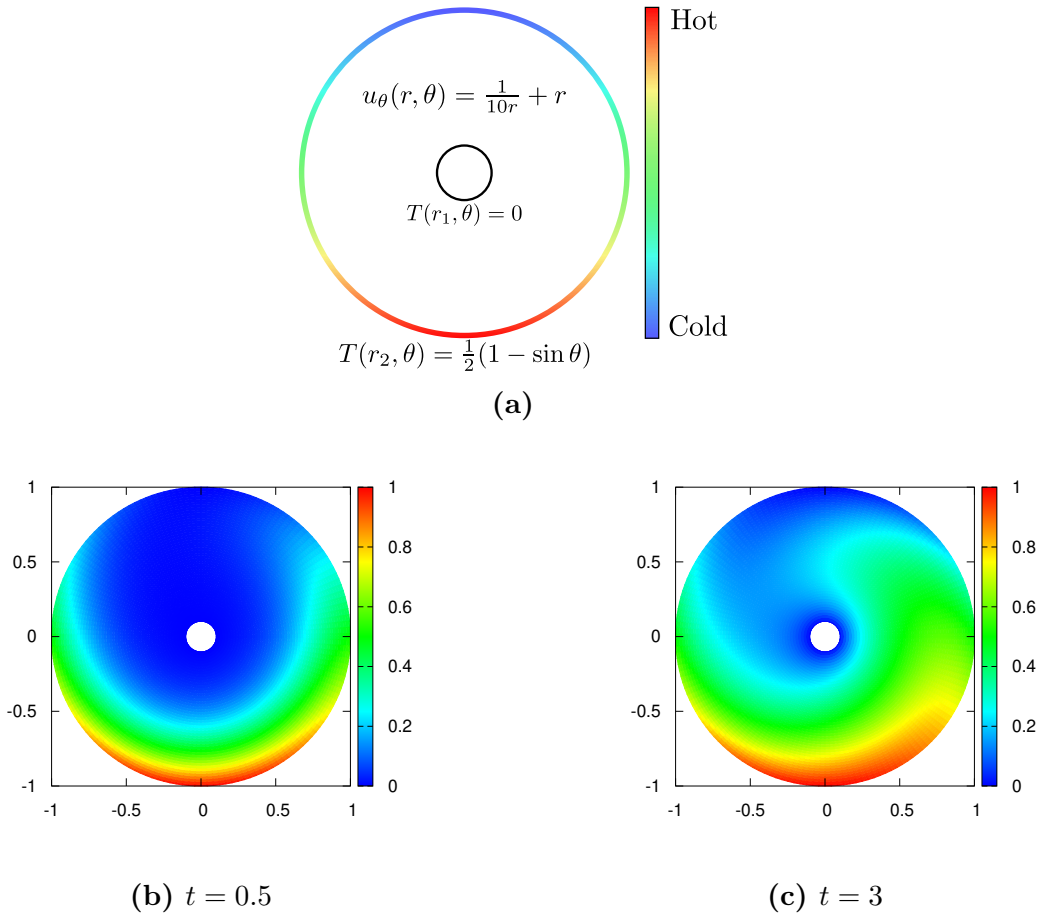 Hot
u_θ(r, θ) = 1/(10r) + r
T(r₁, θ) = 0
Cold
T(r₂, θ) = ½(1 − sin θ)
(a)
1
0.5
0
-0.5
-1
-1 -0.5 0 0.5 1
1
0.8
0.6
0.4
0.2
0
1
0.5
0
-0.5
-1
-1 -0.5 0 0.5 1
1
0.8
0.6
0.4
0.2
0
(b) t = 0.5
(c) t = 3